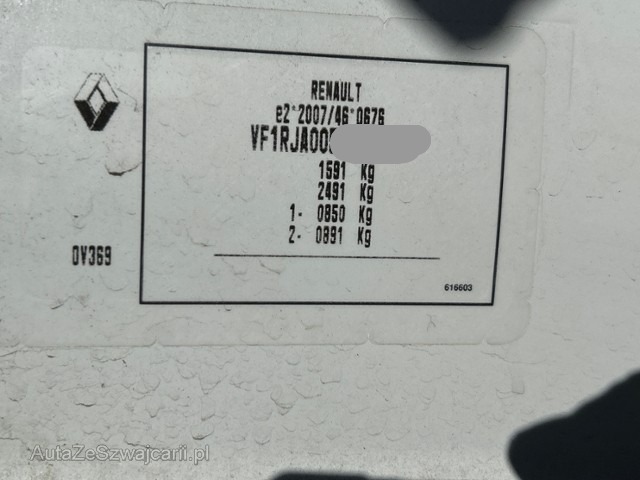 RENAULT
e2*2007/46*0676
VF1RJA00
1591 Kg
2491 Kg
1- 0850 Kg
2- 0891 Kg
0V369
616603
AutaZeSzwajcarii.pl